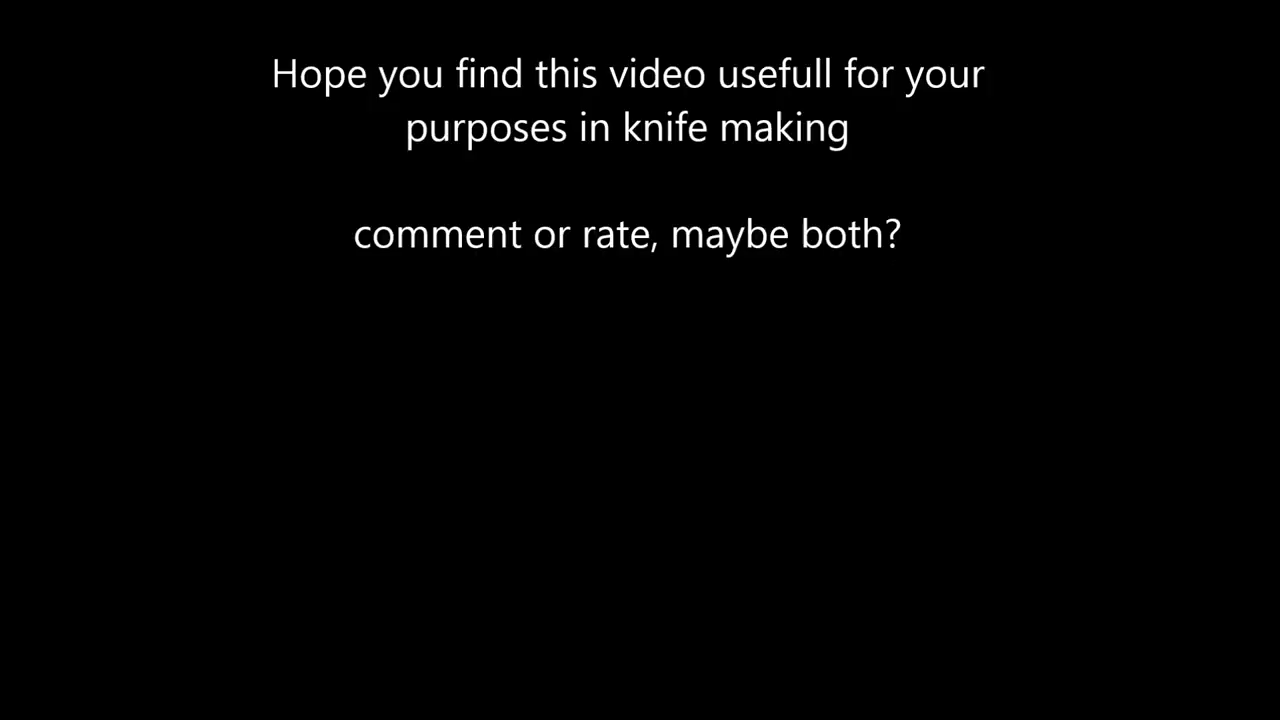 Hope you find this video usefull for your
purposes in knife making
comment or rate, maybe both?